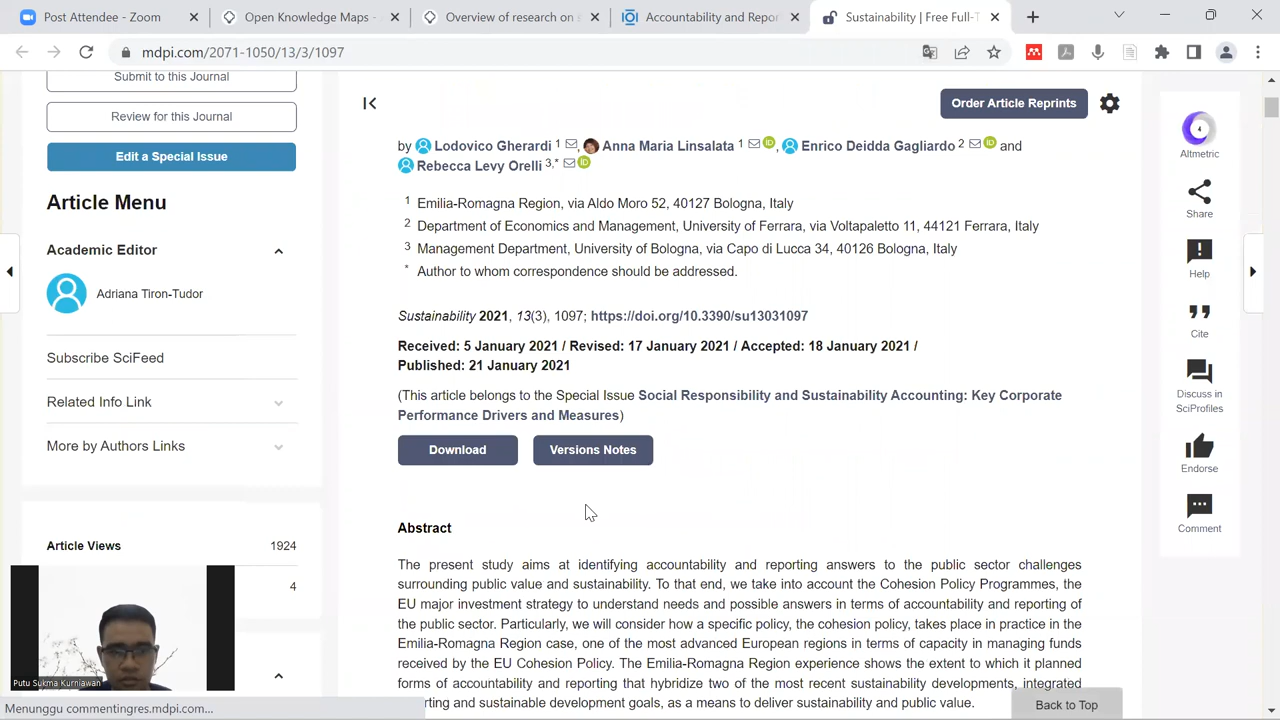 Post Attendee - Zoom
Open Knowledge Maps -
Overview of research on s
Accountability and Repor
Sustainability | Free Full-T
mdpi.com/2071-1050/13/3/1097
Submit to this Journal
Review for this Journal
Edit a Special Issue
Article Menu
Academic Editor
Adriana Tiron-Tudor
Subscribe SciFeed
Related Info Link
More by Authors Links
Article Views 1924
4
Putu Sukma Kurniawan
Menunggu commentingres.mdpi.com...
Order Article Reprints
by Lodovico Gherardi 1, Anna Maria Linsalata 1, Enrico Deidda Gagliardo 2 and
Rebecca Levy Orelli 3,*
1 Emilia-Romagna Region, via Aldo Moro 52, 40127 Bologna, Italy
2 Department of Economics and Management, University of Ferrara, via Voltapaletto 11, 44121 Ferrara, Italy
3 Management Department, University of Bologna, via Capo di Lucca 34, 40126 Bologna, Italy
* Author to whom correspondence should be addressed.
Sustainability 2021, 13(3), 1097; https://doi.org/10.3390/su13031097
Received: 5 January 2021 / Revised: 17 January 2021 / Accepted: 18 January 2021 /
Published: 21 January 2021
(This article belongs to the Special Issue Social Responsibility and Sustainability Accounting: Key Corporate
Performance Drivers and Measures)
Download
Versions Notes
Abstract
The present study aims at identifying accountability and reporting answers to the public sector challenges
surrounding public value and sustainability. To that end, we take into account the Cohesion Policy Programmes, the
EU major investment strategy to understand needs and possible answers in terms of accountability and reporting of
the public sector. Particularly, we will consider how a specific policy, the cohesion policy, takes place in practice in the
Emilia-Romagna Region case, one of the most advanced European regions in terms of capacity in managing funds
received by the EU Cohesion Policy. The Emilia-Romagna Region experience shows the extent to which it planned
forms of accountability and reporting that hybridize two of the most recent sustainability developments, integrated
rting and sustainable development goals, as a means to deliver sustainability and public value.
Back to Top
4
Altmetric
Share
Help
Cite
Discuss in
SciProfiles
Endorse
Comment